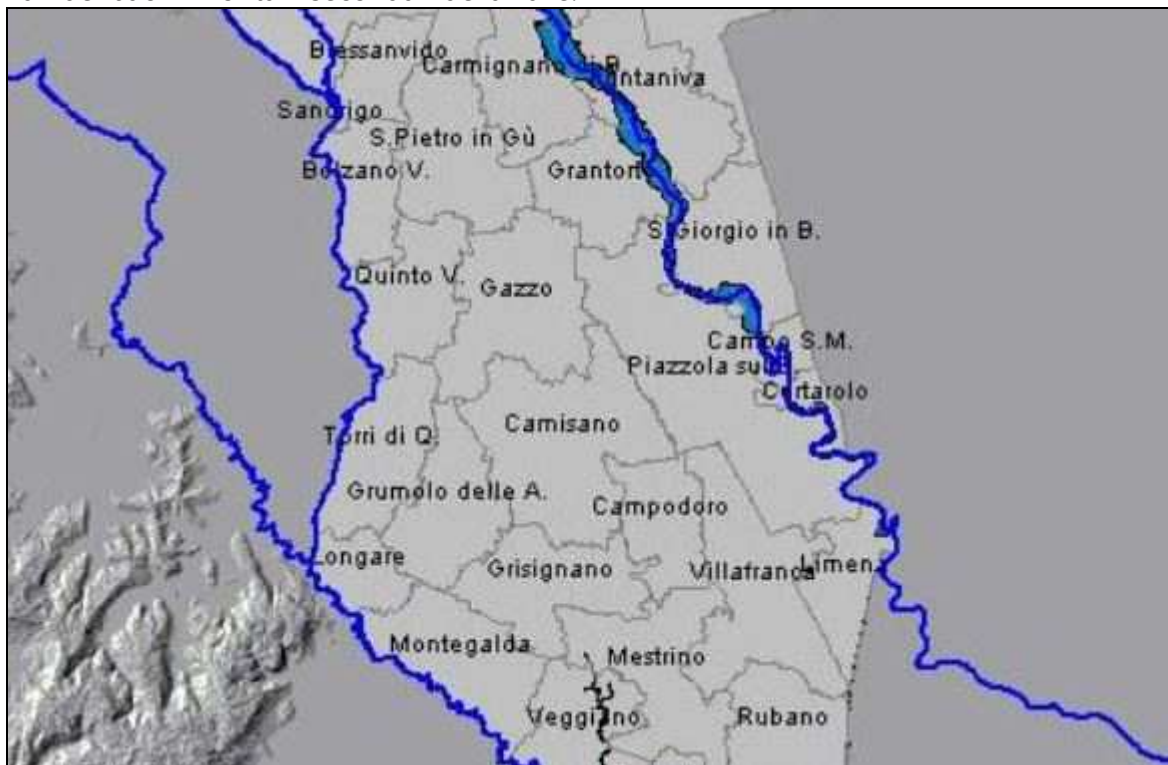 Bressanvido
Carmignano di B.
Fontaniva
Sandrigo
S.Pietro in Gù
Bolzano V.
Grantorto
S.Giorgio in B.
Quinto V.
Gazzo
Campo S.M.
Piazzola sul
Curtarolo
Camisano
Torri di Q.
Grumolo delle A.
Campodoro
Longare
Grisignano
Villafranca
Limen.
Montegalda
Mestrino
Veggiano
Rubano